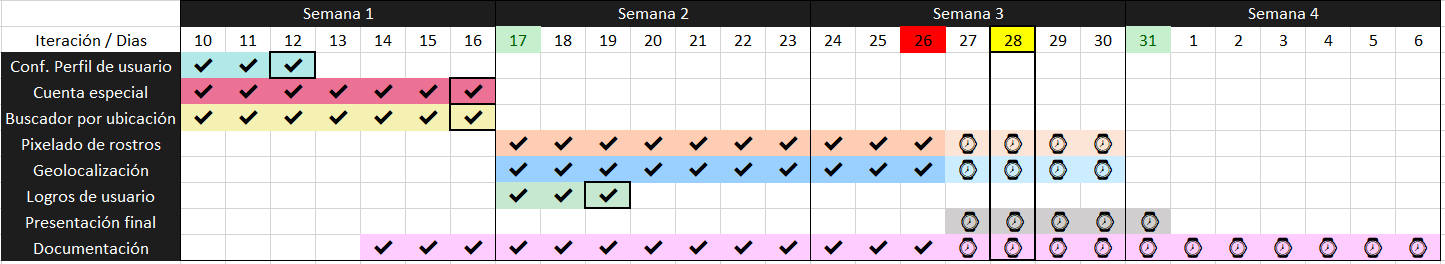 Semana 1 Semana 2 Semana 3 Semana 4
Iteración / Dias 10 11 12 13 14 15 16 17 18 19 20 21 22 23 24 25 26 27 28 29 30 31 1 2 3 4 5 6
Conf. Perfil de usuario
Cuenta especial
Buscador por ubicación
Pixelado de rostros
Geolocalización
Logros de usuario
Presentación final
Documentación